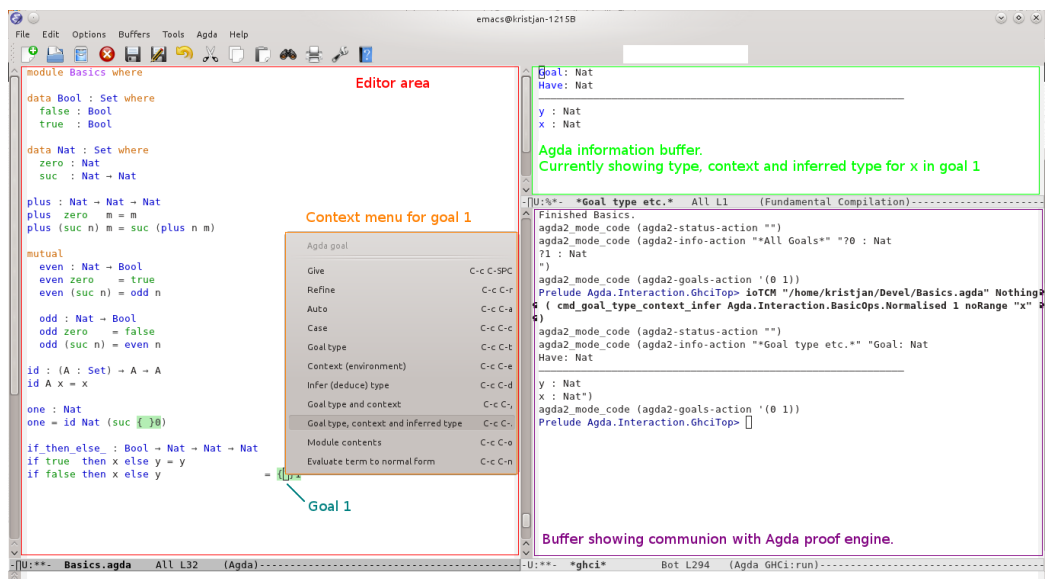 emacs@kristjan-1215B
File Edit Options Buffers Tools Agda Help
module Basics where
Editor area
data Bool : Set where
false : Bool
true : Bool
data Nat : Set where
zero : Nat
suc : Nat → Nat
plus : Nat → Nat → Nat
plus zero m = m
plus (suc n) m = suc (plus n m)
mutual
even : Nat → Bool
even zero = true
even (suc n) = odd n
odd : Nat → Bool
odd zero = false
odd (suc n) = even n
id : (A : Set) → A → A
id A x = x
one : Nat
one = id Nat (suc { }0)
if_then_else_ : Bool → Nat → Nat → Nat
if true then x else y = y
if false then x else y = { }1
Goal 1
Context menu for goal 1
Agda goal
Give C-c C-SPC
Refine C-c C-r
Auto C-c C-a
Case C-c C-c
Goal type C-c C-t
Context (environment) C-c C-e
Infer (deduce) type C-c C-d
Goal type and context C-c C-,
Goal type, context and inferred type C-c C-.
Module contents C-c C-o
Evaluate term to normal form C-c C-n
-U:**- Basics.agda All L32 (Agda)
Goal: Nat
Have: Nat
y : Nat
x : Nat
Agda information buffer.
Currently showing type, context and inferred type for x in goal 1
-U:%*- *Goal type etc.* All L1 (Fundamental Compilation)
Finished Basics.
agda2_mode_code (agda2-status-action "")
agda2_mode_code (agda2-info-action "*All Goals*" "?0 : Nat
?1 : Nat
")
agda2_mode_code (agda2-goals-action '(0 1))
Prelude Agda.Interaction.GhciTop> ioTCM "/home/kristjan/Devel/Basics.agda" Nothing
( cmd_goal_type_context_infer Agda.Interaction.BasicOps.Normalised 1 noRange "x"
)
agda2_mode_code (agda2-status-action "")
agda2_mode_code (agda2-info-action "*Goal type etc.*" "Goal: Nat
Have: Nat
y : Nat
x : Nat")
agda2_mode_code (agda2-goals-action '(0 1))
Prelude Agda.Interaction.GhciTop>
Buffer showing communion with Agda proof engine.
-U:**- *ghci* Bot L294 (Agda GHCi:run)